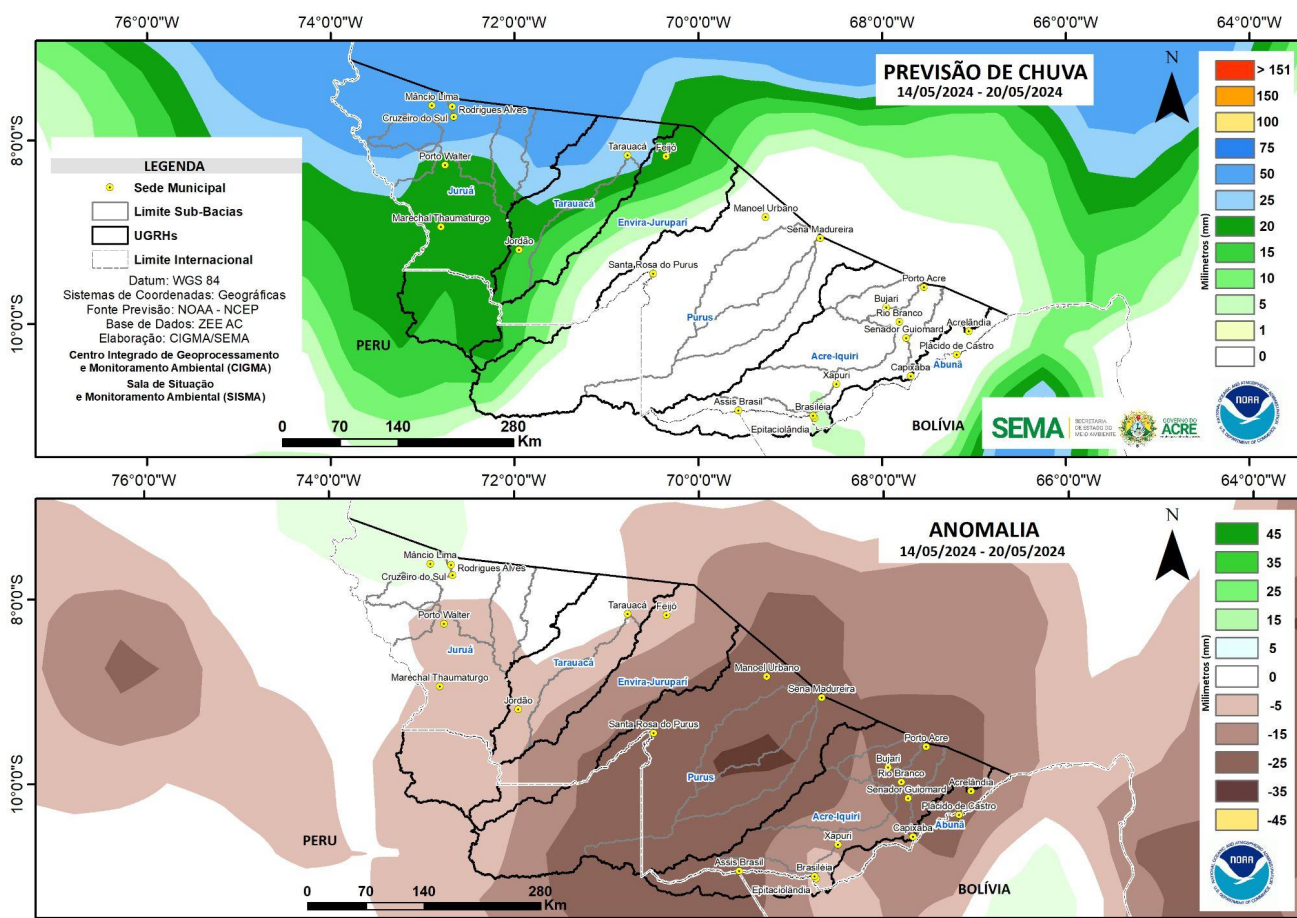 76°0'0"W 74°0'0"W 72°0'0"W 70°0'0"W 68°0'0"W 66°0'0"W 64°0'0"W
PREVISÃO DE CHUVA
14/05/2024 - 20/05/2024
N
> 151
150
100
75
50
25
20
15
10
5
1
0
Milímetros (mm)
8°0'0"S
10°0'0"S
LEGENDA
Sede Municipal
Limite Sub-Bacias
UGRHs
Limite Internacional
Datum: WGS 84
Sistemas de Coordenadas: Geográficas
Fonte Previsão: NOAA - NCEP
Base de Dados: ZEE AC
Elaboração: CIGMA/SEMA
Centro Integrado de Geoprocessamento
e Monitoramento Ambiental (CIGMA)
Sala de Situação
e Monitoramento Ambiental (SISMA)
Mâncio Lima
Rodrigues Alves
Cruzeiro do Sul
Porto Walter
Juruá
Marechal Thaumaturgo
Jordão
Tarauacá
Feijó
Tarauacá
Envira-Juruparí
Manoel Urbano
Sena Madureira
Santa Rosa do Purus
Purus
Porto Acre
Bujari
Rio Branco
Senador Guiomard
Acrelândia
Plácido de Castro
Abunã
Acre-Iquiri
Capixaba
Xapuri
Assis Brasil
Brasiléia
Epitaciolândia
PERU
BOLÍVIA
0 70 140 280
Km
SEMA
SECRETARIA
DE ESTADO DO
MEIO AMBIENTE
GOVERNO DO
ACRE
NOAA
76°0'0"W 74°0'0"W 72°0'0"W 70°0'0"W 68°0'0"W 66°0'0"W 64°0'0"W
ANOMALIA
14/05/2024 - 20/05/2024
N
45
35
25
15
5
0
-5
-15
-25
-35
-45
Milímetros (mm)
8°0'0"S
10°0'0"S
Mâncio Lima
Rodrigues Alves
Cruzeiro do Sul
Porto Walter
Juruá
Marechal Thaumaturgo
Jordão
Tarauacá
Feijó
Tarauacá
Envira-Juruparí
Manoel Urbano
Sena Madureira
Santa Rosa do Purus
Purus
Porto Acre
Bujari
Rio Branco
Senador Guiomard
Acrelândia
Plácido de Castro
Abunã
Acre-Iquiri
Capixaba
Xapuri
Assis Brasil
Brasiléia
Epitaciolândia
PERU
BOLÍVIA
0 70 140 280
Km
NOAA